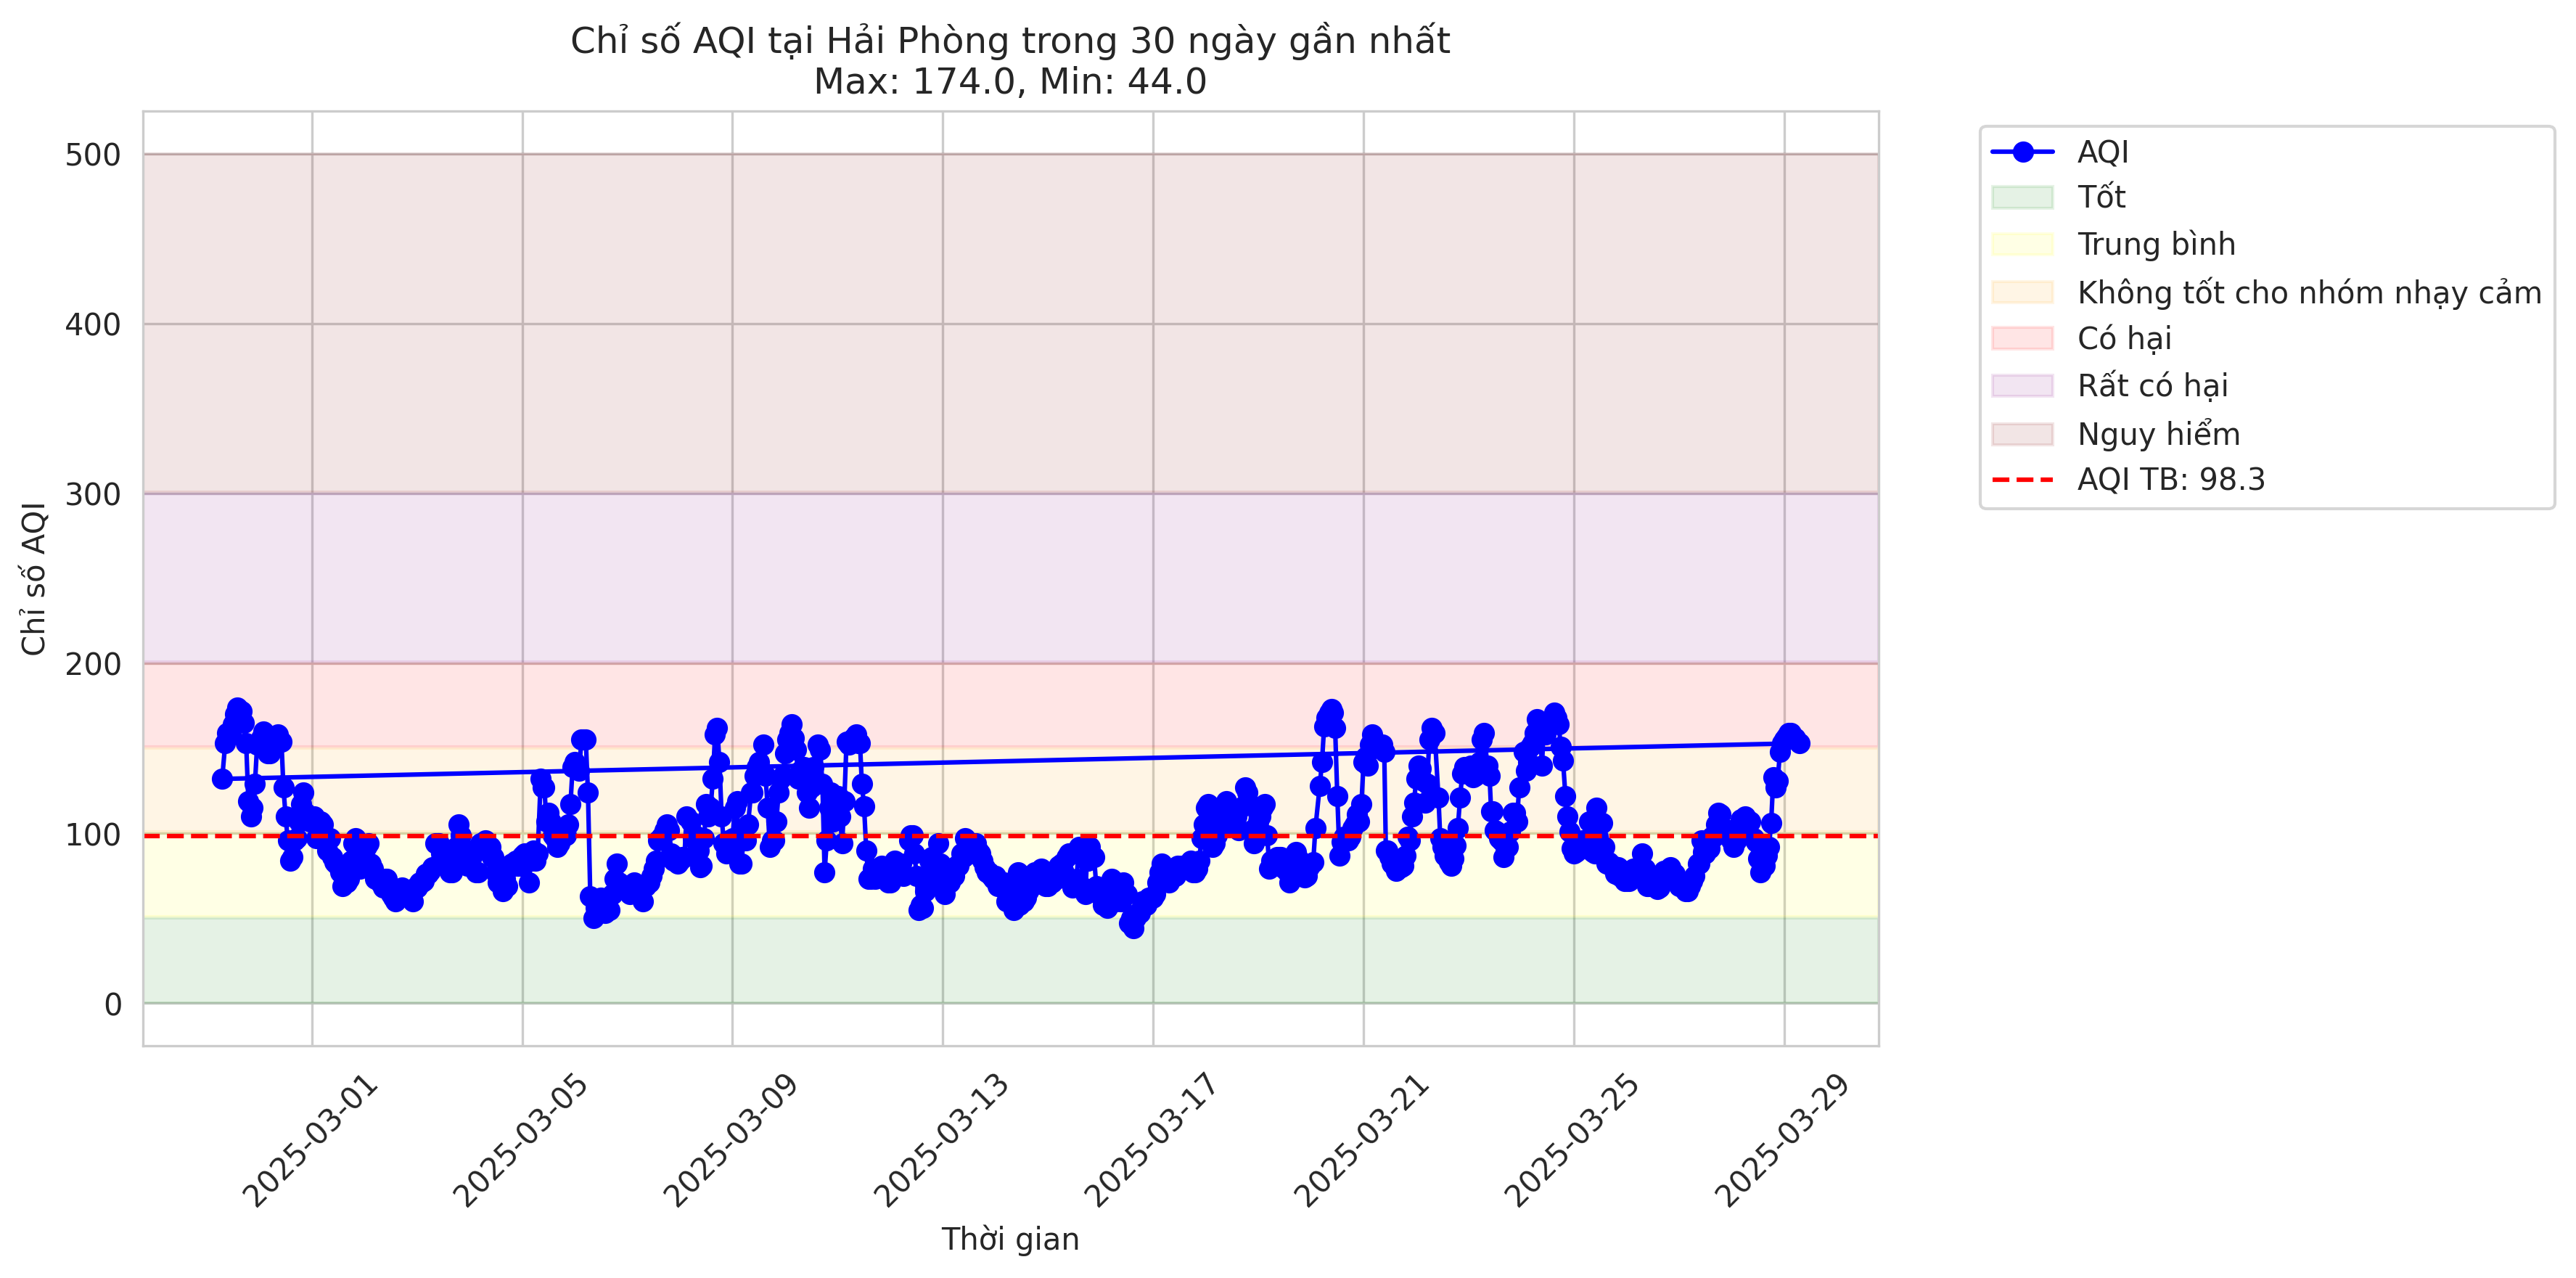 Chỉ số AQI tại Hải Phòng trong 30 ngày gần nhất
Max: 174.0, Min: 44.0
Chỉ số AQI
500
400
300
200
100
0
2025-03-01
2025-03-05
2025-03-09
2025-03-13
2025-03-17
2025-03-21
2025-03-25
2025-03-29
Thời gian
AQI
Tốt
Trung bình
Không tốt cho nhóm nhạy cảm
Có hại
Rất có hại
Nguy hiểm
AQI TB: 98.3